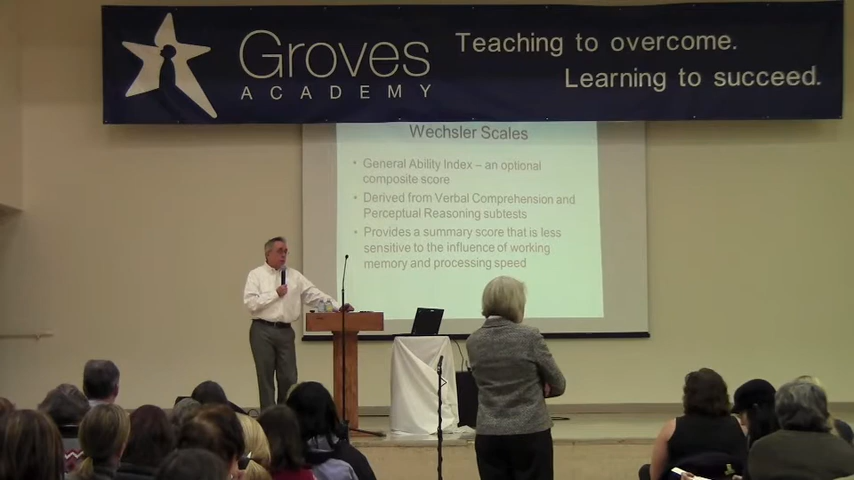 Groves
ACADEMY
Teaching to overcome.
Learning to succeed.
Wechsler Scales
• General Ability Index – an optional
composite score
• Derived from Verbal Comprehension and
Perceptual Reasoning subtests
• Provides a summary score that is less
sensitive to the influence of working
memory and processing speed